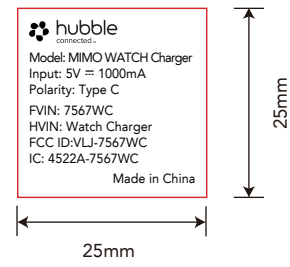 hubble
connected™
Model: MIMO WATCH Charger
Input: 5V ⎓ 1000mA
Polarity: Type C
FVIN: 7567WC
HVIN: Watch Charger
FCC ID:VLJ-7567WC
IC: 4522A-7567WC
Made in China
25mm
25mm